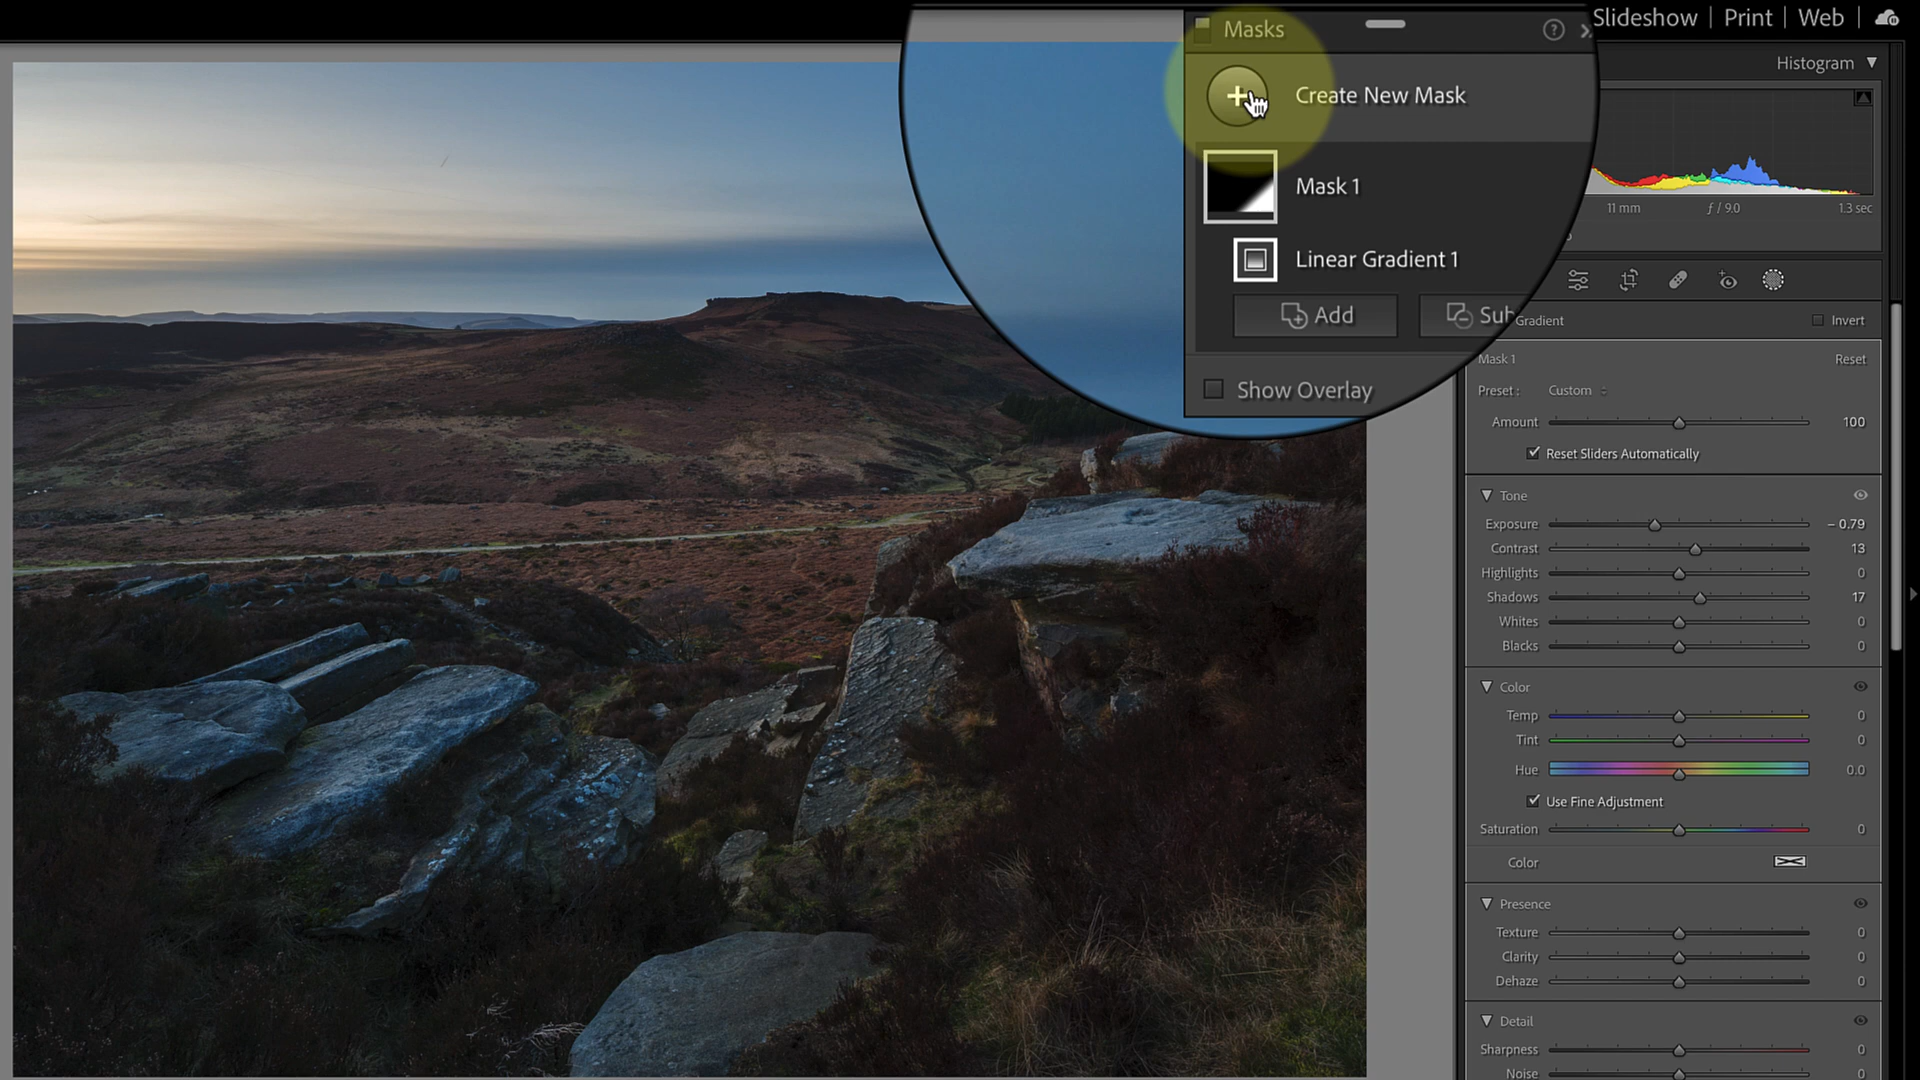 Slideshow | Print | Web
Masks
Create New Mask
Mask 1
Linear Gradient 1
Add
Sub
Show Overlay
Histogram
11 mm
ƒ / 9.0
1.3 sec
Gradient
Invert
Mask 1
Reset
Preset :
Custom
Amount
100
Reset Sliders Automatically
Tone
Exposure
– 0.79
Contrast
13
Highlights
0
Shadows
17
Whites
0
Blacks
0
Color
Temp
0
Tint
0
Hue
0.0
Use Fine Adjustment
Saturation
0
Color
Presence
Texture
0
Clarity
0
Dehaze
0
Detail
Sharpness
0
Noise
0